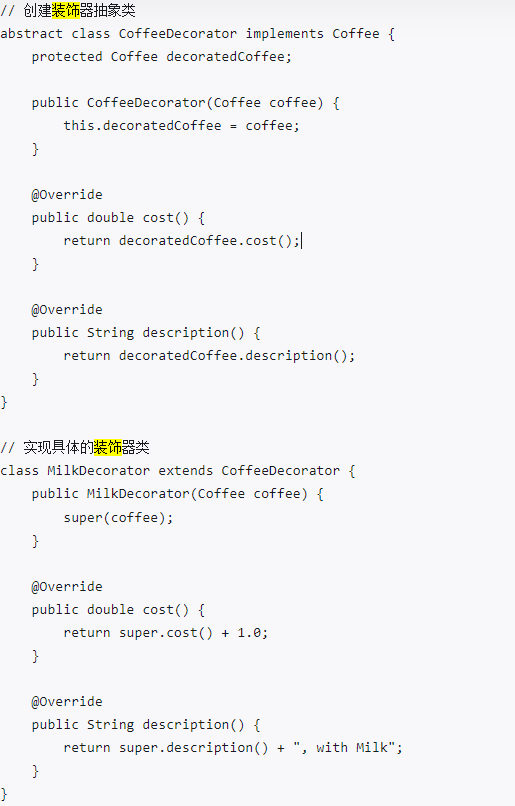 // 创建装饰器抽象类
abstract class CoffeeDecorator implements Coffee {
    protected Coffee decoratedCoffee;

    public CoffeeDecorator(Coffee coffee) {
        this.decoratedCoffee = coffee;
    }

    @Override
    public double cost() {
        return decoratedCoffee.cost();
    }

    @Override
    public String description() {
        return decoratedCoffee.description();
    }
}

// 实现具体的装饰器类
class MilkDecorator extends CoffeeDecorator {
    public MilkDecorator(Coffee coffee) {
        super(coffee);
    }

    @Override
    public double cost() {
        return super.cost() + 1.0;
    }

    @Override
    public String description() {
        return super.description() + ", with Milk";
    }
}